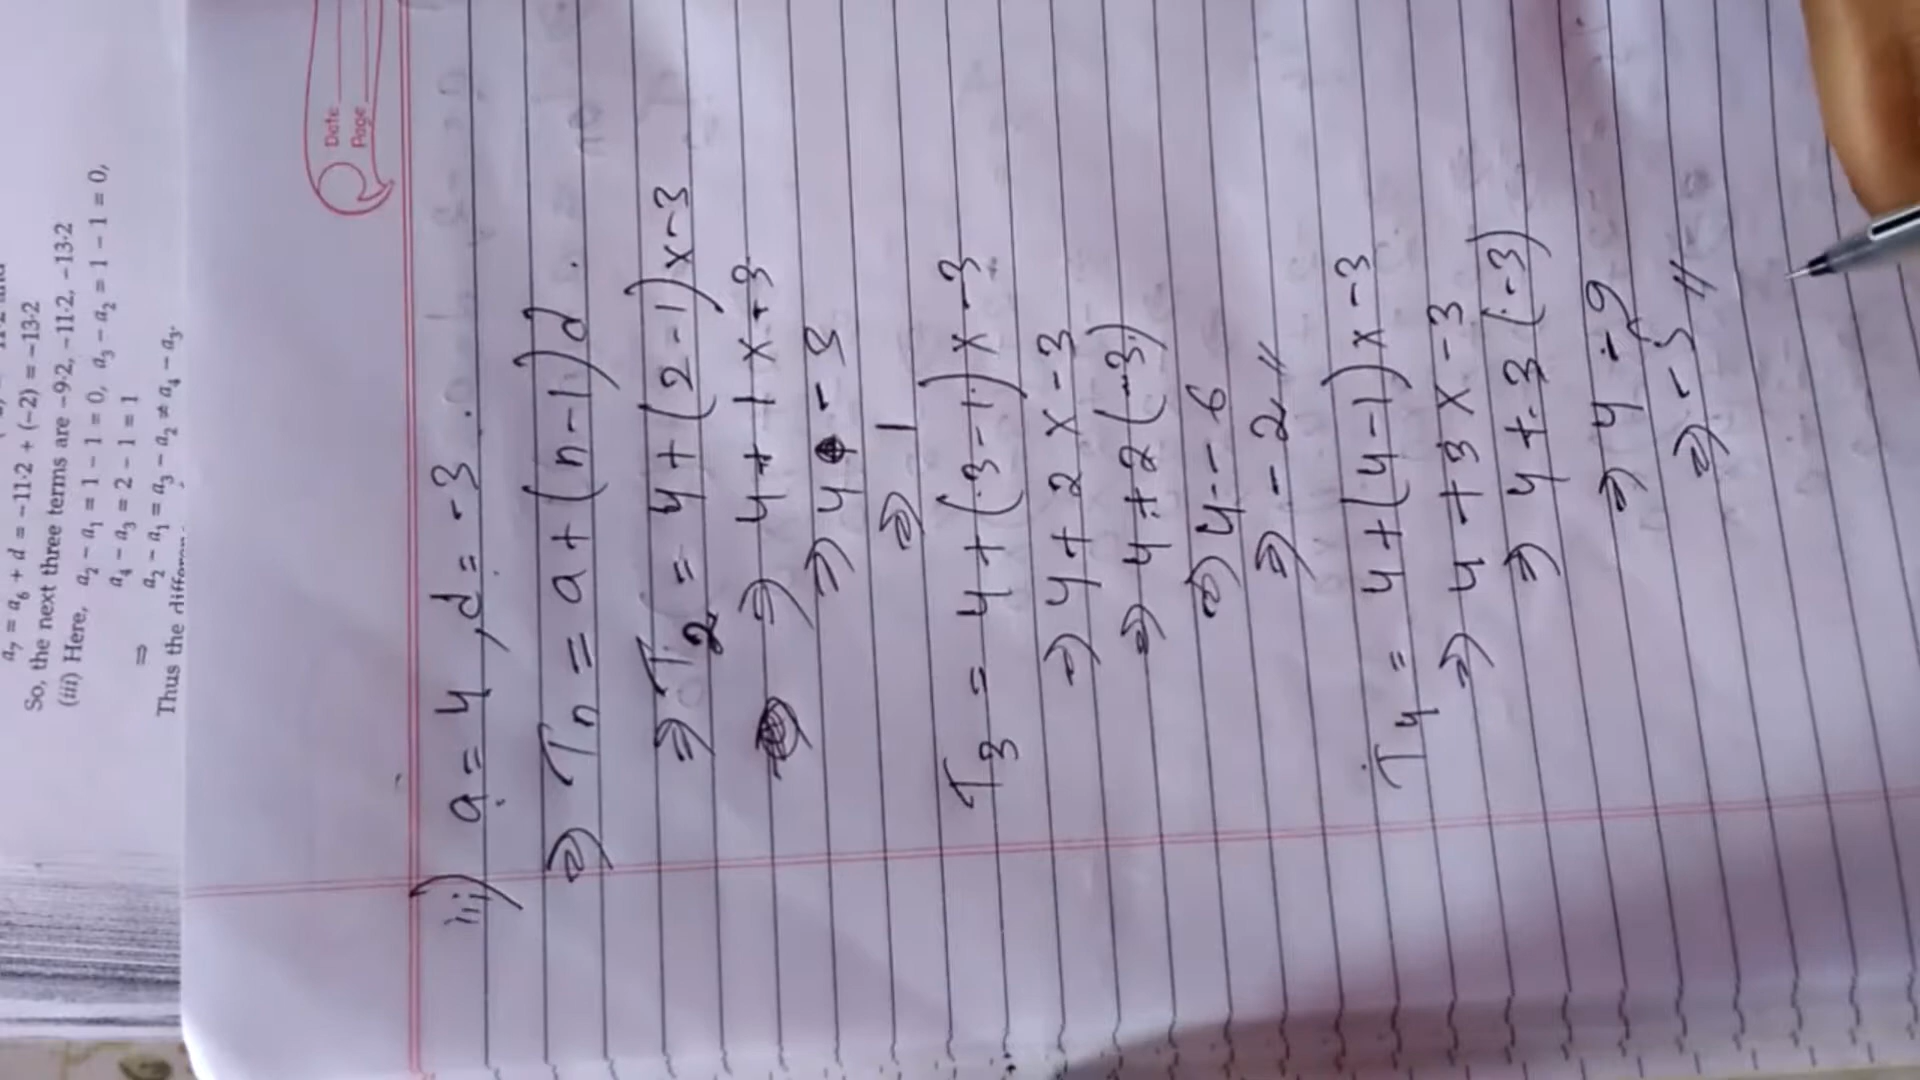 a₇ = a₆ + d = −11·2 + (−2) = −13·2
So, the next three terms are −9·2, −11·2, −13·2
(iii) Here, a₂ − a₁ = 1 − 1 = 0, a₃ − a₂ = 1 − 1 = 0,
a₄ − a₃ = 2 − 1 = 1
⇒ a₂ − a₁ = a₃ − a₂ ≠ a₄ − a₃.
Thus the
Date
Page
iii) a = 4, d = -3.
⇒ Tn = a + (n-1)d.
⇒ T₂ = 4 + (2-1) x -3
⇒ 4 + 1 x -3
⇒ 4 - 3
⇒ 1
T₃ = 4 + (3-1) x -3
⇒ 4 + 2 x -3
⇒ 4 + 2 (-3)
⇒ 4 - - 6
⇒ -2 //
T₄ = 4 + (4-1) x -3
⇒ 4 + 3 x -3
⇒ 4 + 3 (-3)
⇒ 4 - 9
⇒ -5 //